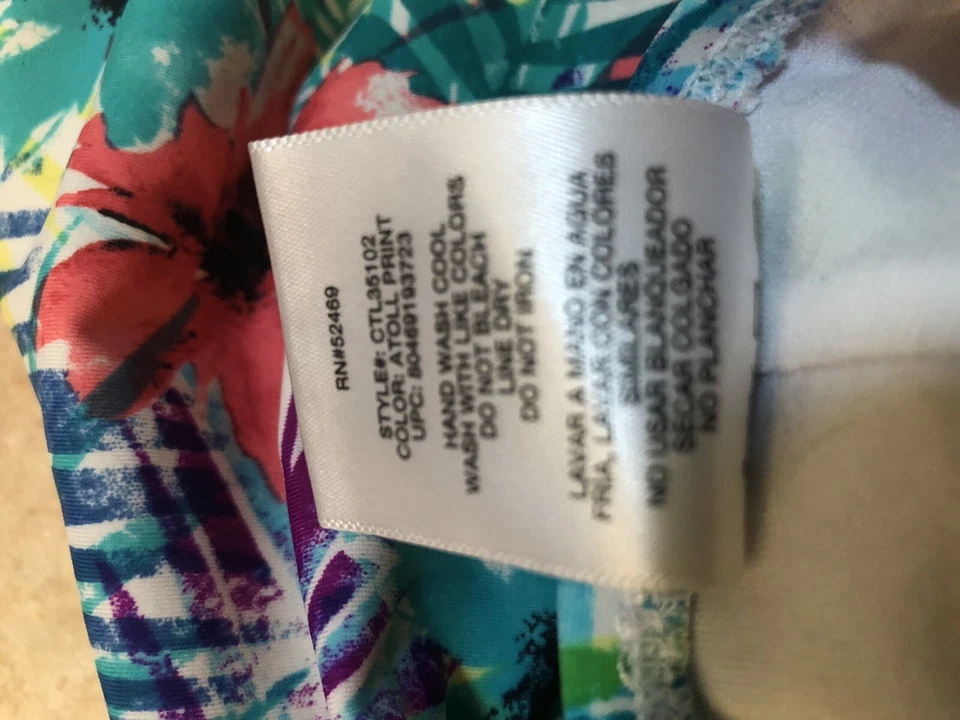 RN#52469
STYLE#: CTL35102
COLOR: ATOLL PRINT
UPC: 80469193723
HAND WASH COOL
WASH WITH LIKE COLORS
DO NOT BLEACH
LINE DRY
DO NOT IRON
LAVAR A MANO EN AGUA
FRIA, LAVAR CON COLORES
SIMILARES
NO USAR BLANQUEADOR
SECAR COLGADO
NO PLANCHAR